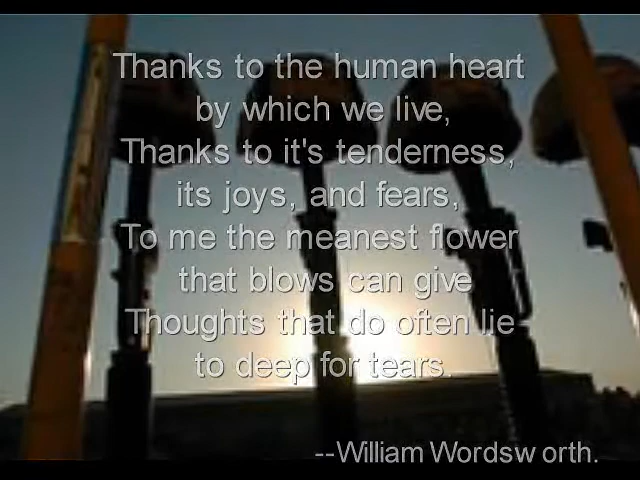 Thanks to the human heart
by which we live,
Thanks to it's tenderness,
its joys, and fears,
To me the meanest flower
that blows can give
Thoughts that do often lie
to deep for tears.
--William Wordsw orth.